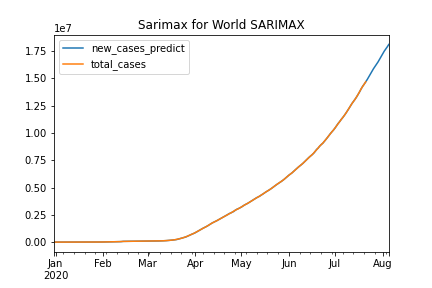 Sarimax for World SARIMAX
1e7
new_cases_predict
total_cases
1.75
1.50
1.25
1.00
0.75
0.50
0.25
0.00
Jan Feb Mar Apr May Jun Jul Aug
2020